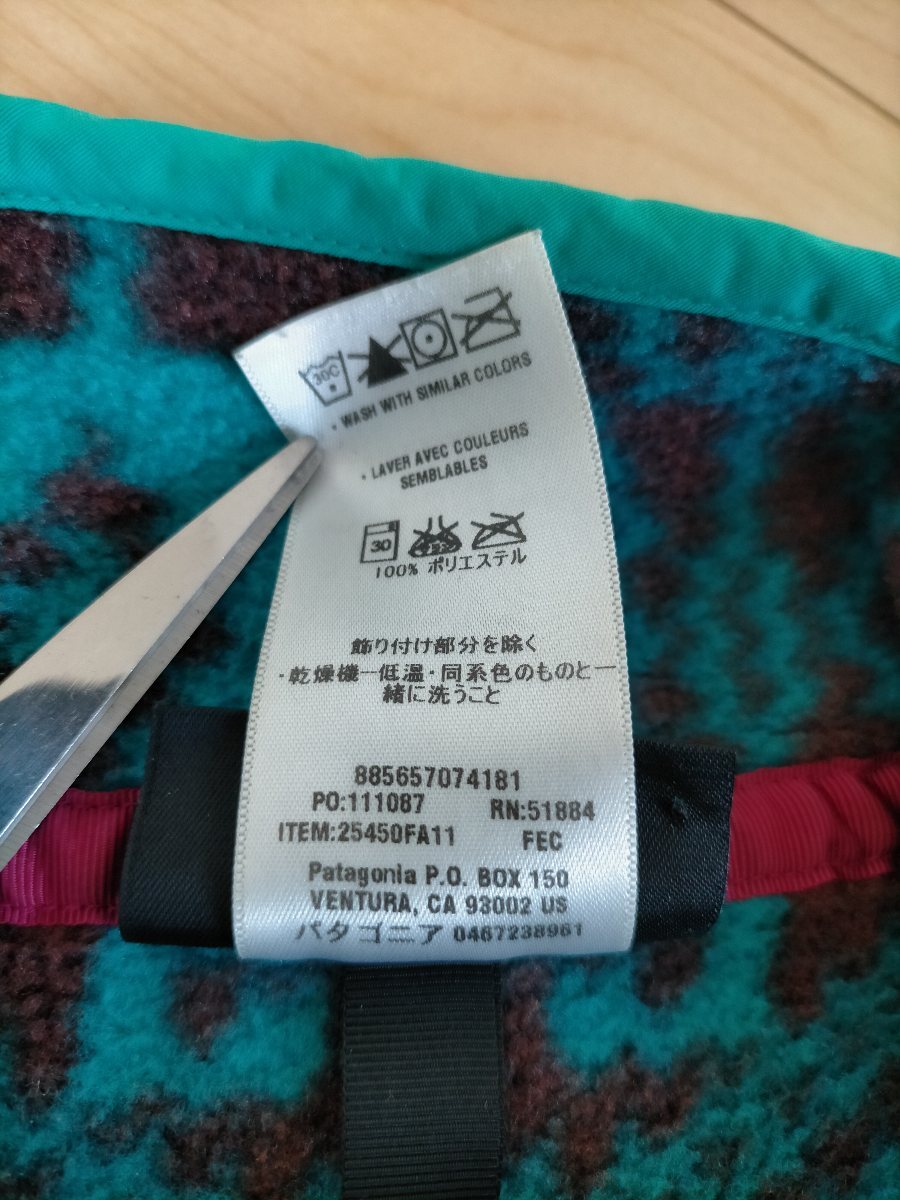 30C
• WASH WITH SIMILAR COLORS
• LAVER AVEC COULEURS
SEMBLABLES
30
100% ポリエステル
飾り付け部分を除く
・乾燥機一低温・同系色のものと一
緒に洗うこと
885657074181
PO:111087 RN:51884
ITEM:25450FA11 FEC
Patagonia P.O. BOX 150
VENTURA, CA 93002 US
パタゴニア 0467238961